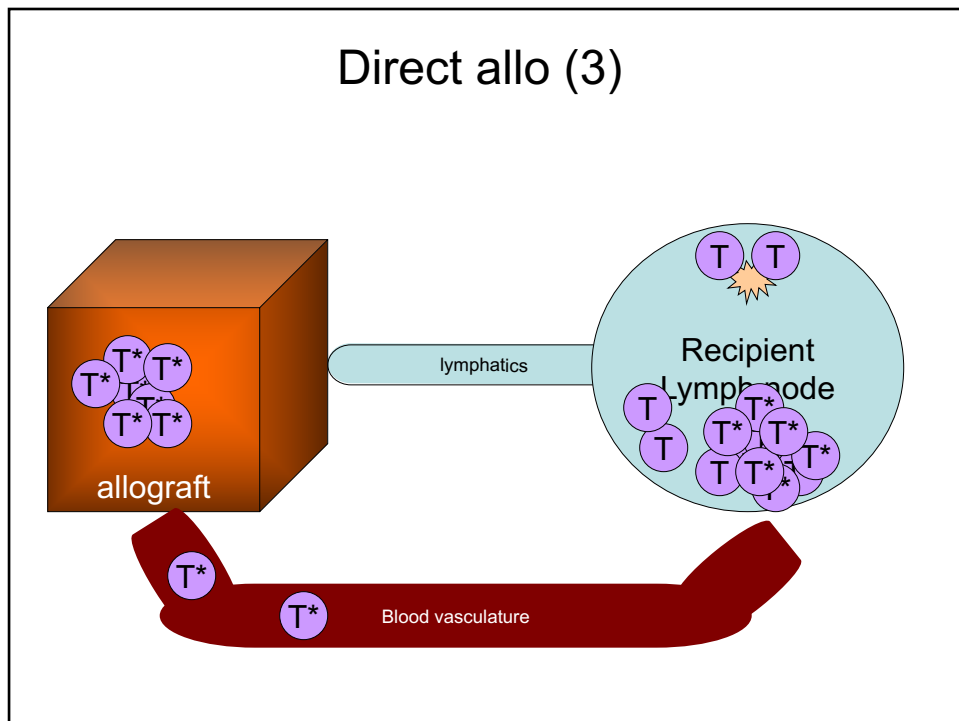 Direct allo (3)
T T
Recipient
Lymph node
lymphatics
T* T*
T*
T*
T*
T* T*
allograft
T
T
T*
T* T*
T*
T T*
T*
T*
T*
Blood vasculature